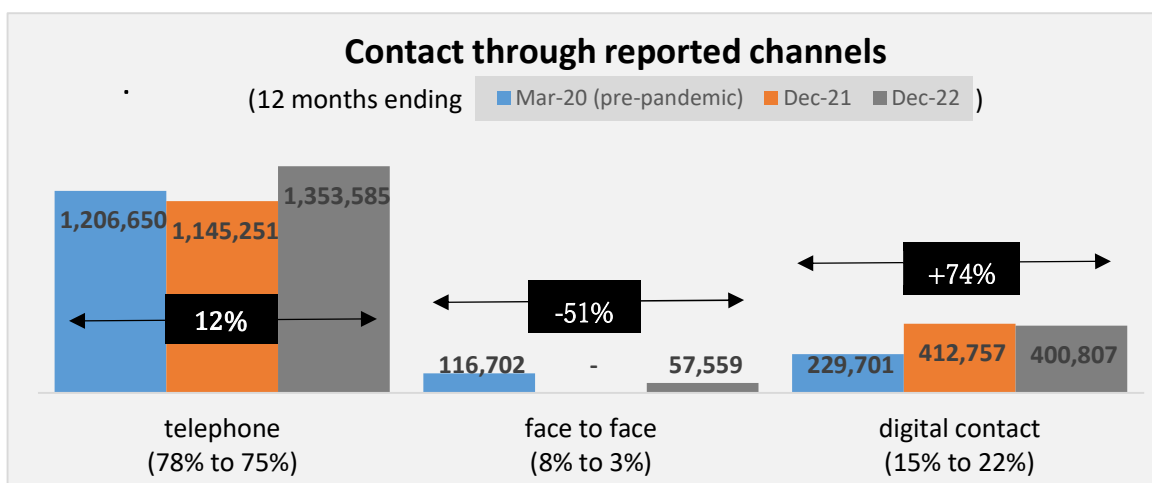 Contact through reported channels
.
(12 months ending Mar-20 (pre-pandemic) Dec-21 Dec-22 )
1,206,650 1,145,251 1,353,585
12%
116,702 - 57,559
-51%
229,701 412,757 400,807
+74%
telephone face to face digital contact
(78% to 75%) (8% to 3%) (15% to 22%)